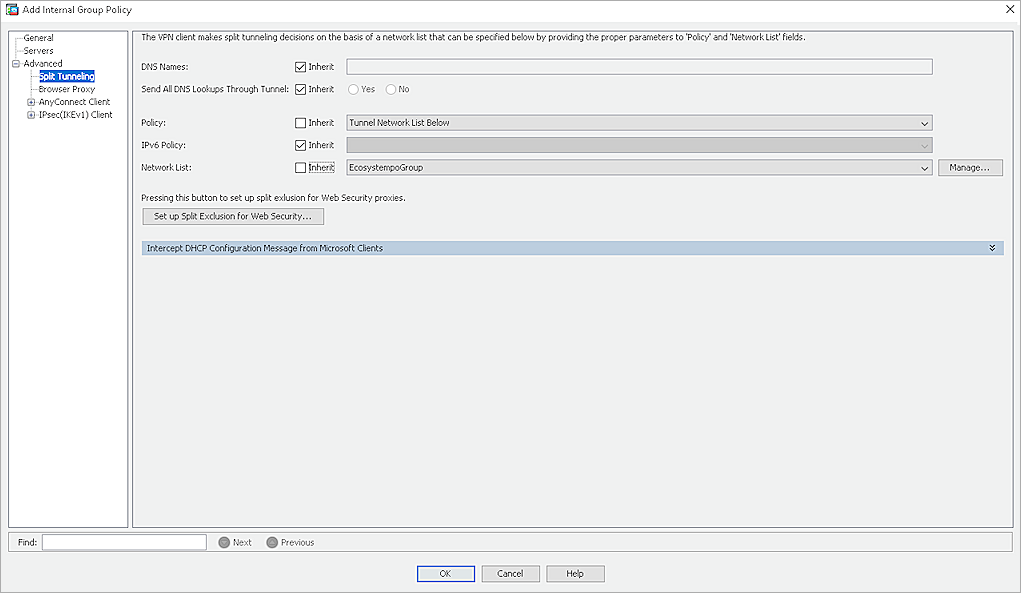 Add Internal Group Policy
General
Servers
Advanced
Split Tunneling
Browser Proxy
AnyConnect Client
IPsec(IKEv1) Client
The VPN client makes split tunneling decisions on the basis of a network list that can be specified below by providing the proper parameters to 'Policy' and 'Network List' fields.
DNS Names: Inherit
Send All DNS Lookups Through Tunnel: Inherit Yes No
Policy: Inherit Tunnel Network List Below
IPv6 Policy: Inherit
Network List: Inherit EcosystempoGroup Manage...
Pressing this button to set up split exlusion for Web Security proxies.
Set up Split Exclusion for Web Security...
Intercept DHCP Configuration Message from Microsoft Clients
Find: Next Previous
OK Cancel Help